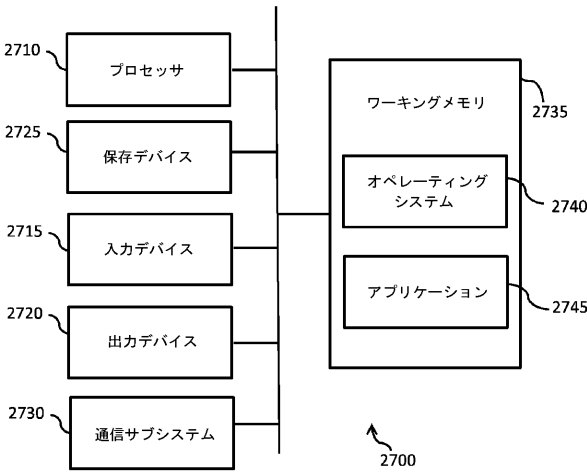 2710
プロセッサ
2725
保存デバイス
2715
入力デバイス
2720
出力デバイス
2730
通信サブシステム
ワーキングメモリ
2735
オペレーティング
システム
2740
アプリケーション
2745
2700